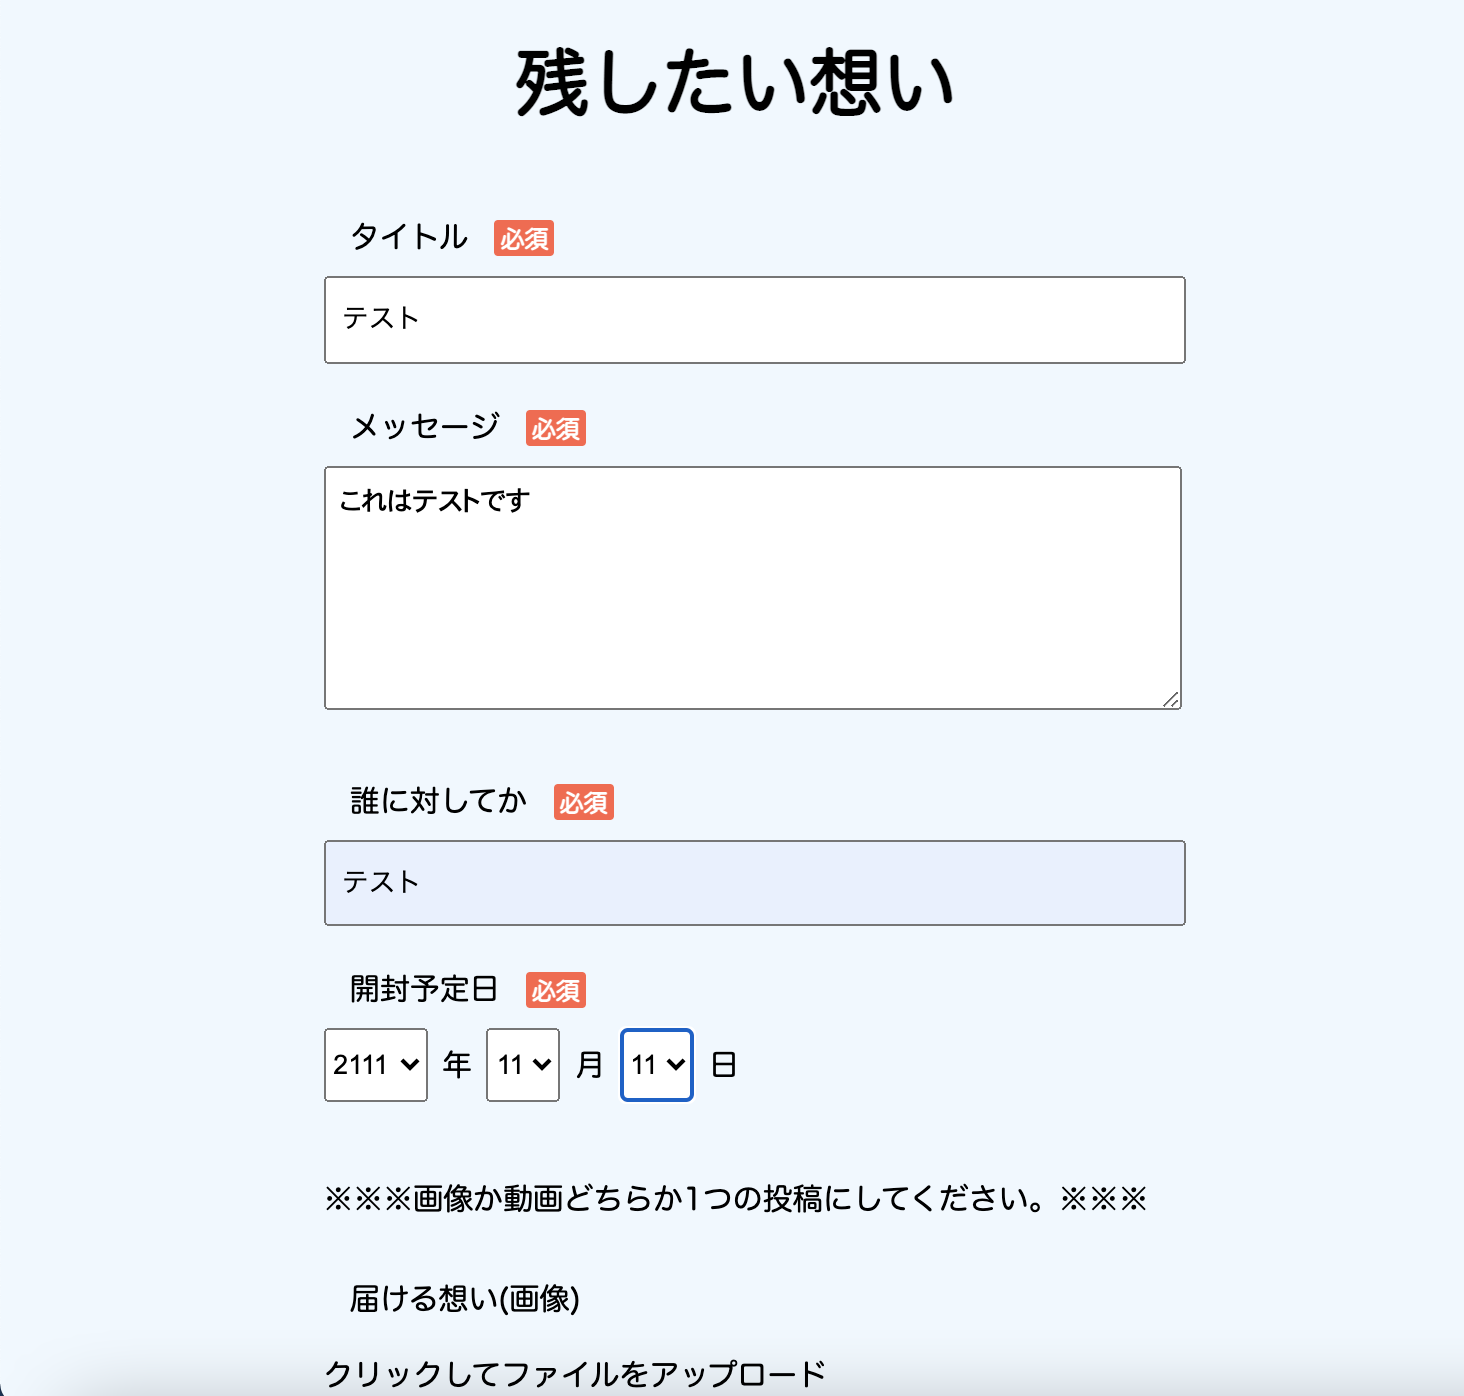 残したい想い
タイトル 必須
テスト
メッセージ 必須
これはテストです
誰に対してか 必須
テスト
開封予定日 必須
2111 年 11 月 11 日
※※※画像か動画どちらか1つの投稿にしてください。※※※
届ける想い(画像)
クリックしてファイルをアップロード